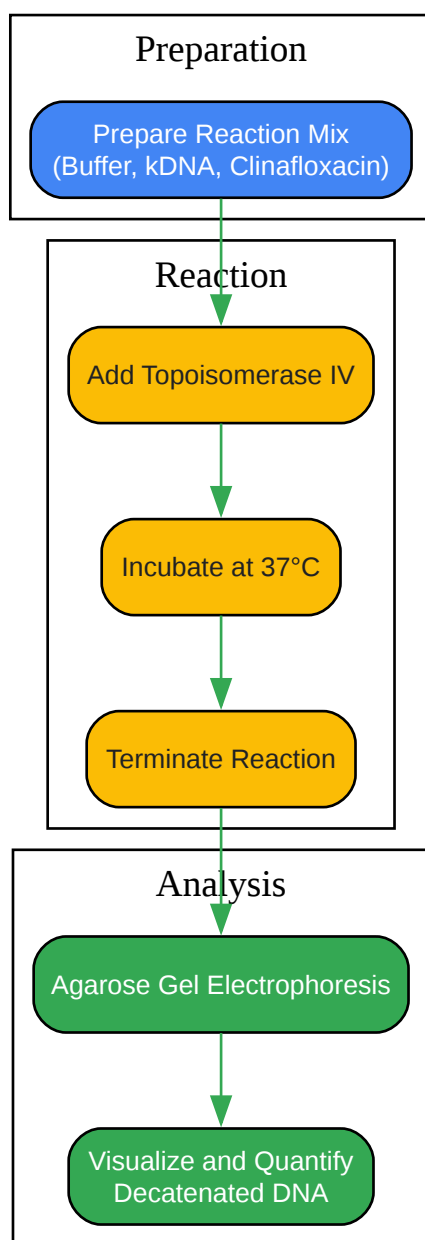 Preparation
Prepare Reaction Mix
(Buffer, kDNA, Clinafloxacin)
Reaction
Add Topoisomerase IV
Incubate at 37°C
Terminate Reaction
Analysis
Agarose Gel Electrophoresis
Visualize and Quantify
Decatenated DNA